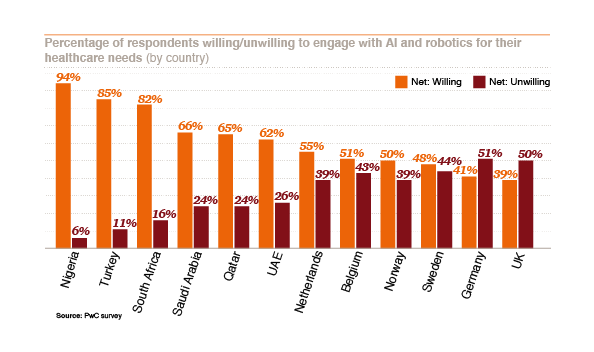 Percentage of respondents willing/unwilling to engage with AI and robotics for their
healthcare needs (by country)
Net: Willing Net: Unwilling
94% 6%
85% 11%
82% 16%
66% 24%
65% 24%
62% 26%
55% 39%
51% 43%
50% 39%
48% 44%
41% 51%
39% 50%
Nigeria
Turkey
South Africa
Saudi Arabia
Qatar
UAE
Netherlands
Belgium
Norway
Sweden
Germany
UK
Source: PwC survey